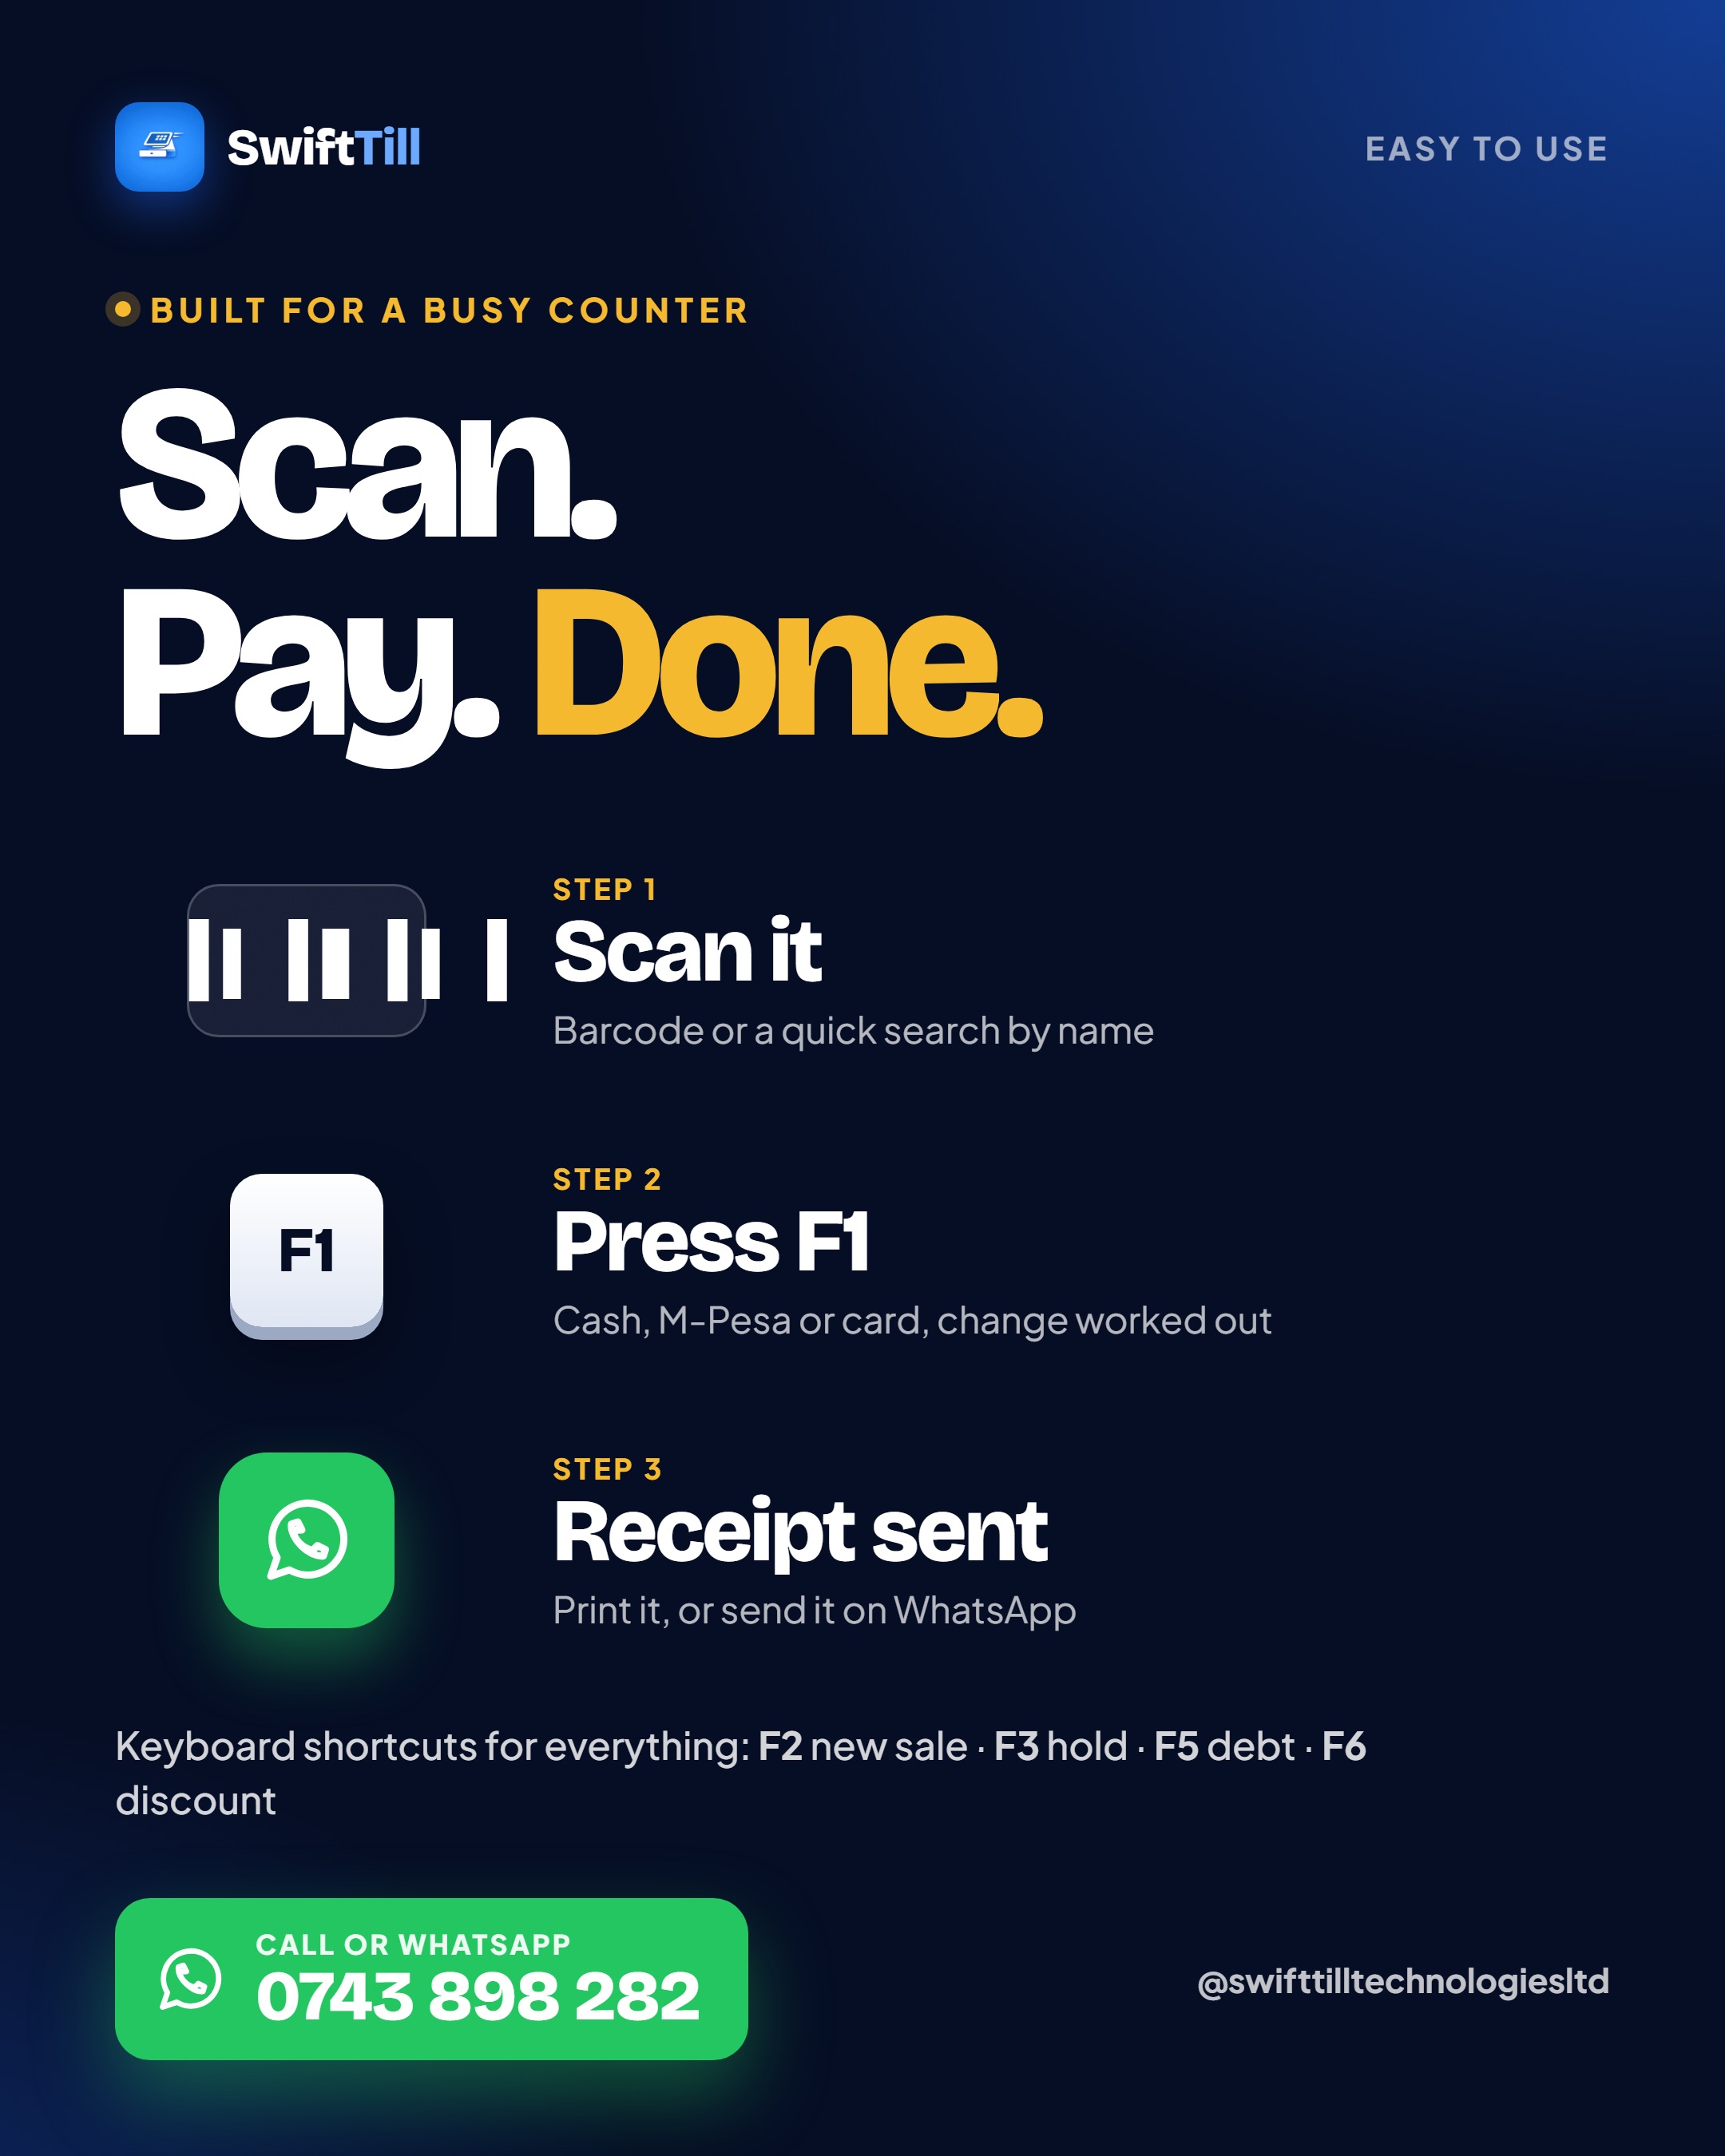 SwiftTill
EASY TO USE
BUILT FOR A BUSY COUNTER
Scan.
Pay. Done.
STEP 1
Scan it
Barcode or a quick search by name
F1
STEP 2
Press F1
Cash, M-Pesa or card, change worked out
STEP 3
Receipt sent
Print it, or send it on WhatsApp
Keyboard shortcuts for everything: F2 new sale · F3 hold · F5 debt · F6
discount
CALL OR WHATSAPP
0743 898 282
@swifttilltechnologiesltd